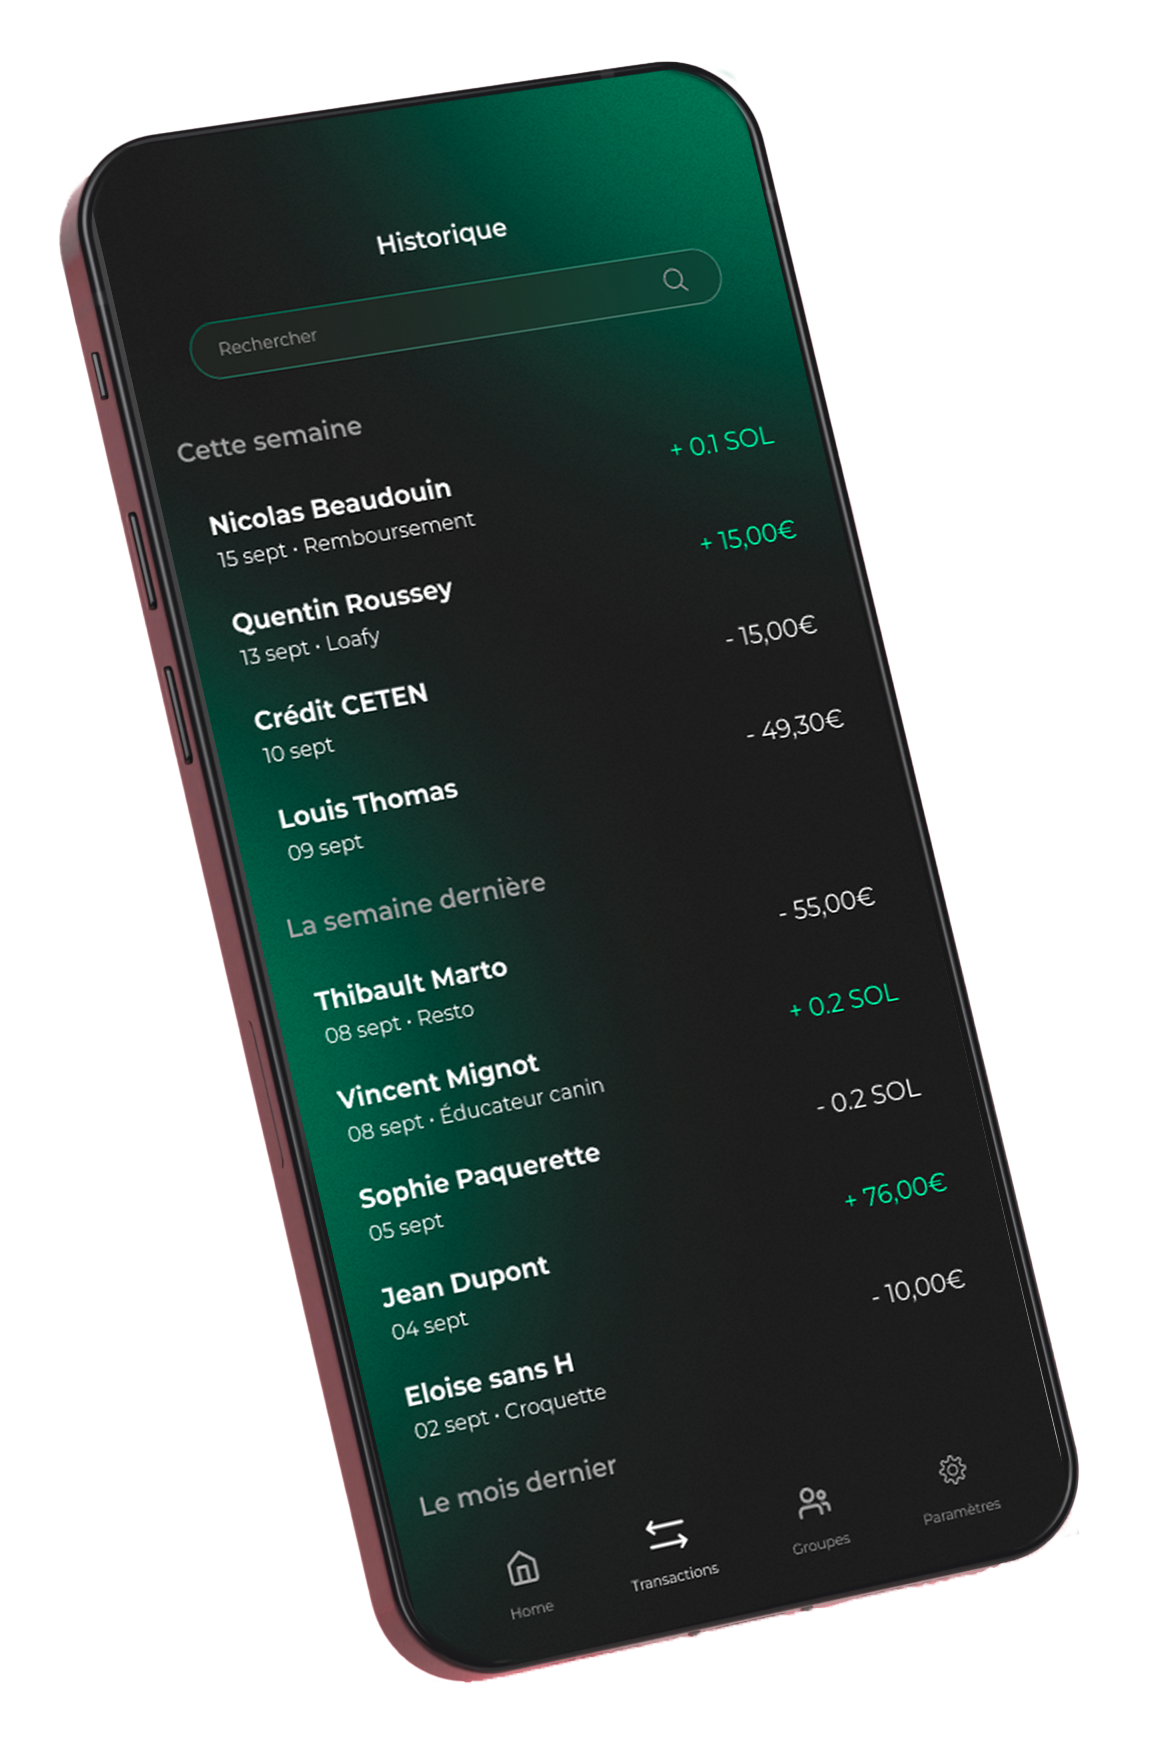 Historique
Rechercher
Cette semaine
Nicolas Beaudouin
+ 0.1 SOL
15 sept • Remboursement
Quentin Roussey
+ 15,00€
13 sept • Loafy
Crédit CETEN
- 15,00€
10 sept
Louis Thomas
- 49,30€
09 sept
La semaine dernière
Thibault Marto
- 55,00€
08 sept • Resto
Vincent Mignot
+ 0.2 SOL
08 sept • Éducateur canin
Sophie Paquerette
- 0.2 SOL
05 sept
Jean Dupont
+ 76,00€
04 sept
Eloise sans H
- 10,00€
02 sept • Croquette
Le mois dernier
Home
Transactions
Groupes
Paramètres